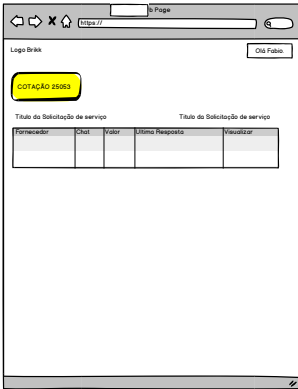 b Page
https://
Logo Brikk
Olá Fabio.
COTAÇÃO 25053
Titulo da Solicitação de serviço Titulo da Solicitação de serviço
Fornecedor Chat Valor Ultima Resposta Visualizar